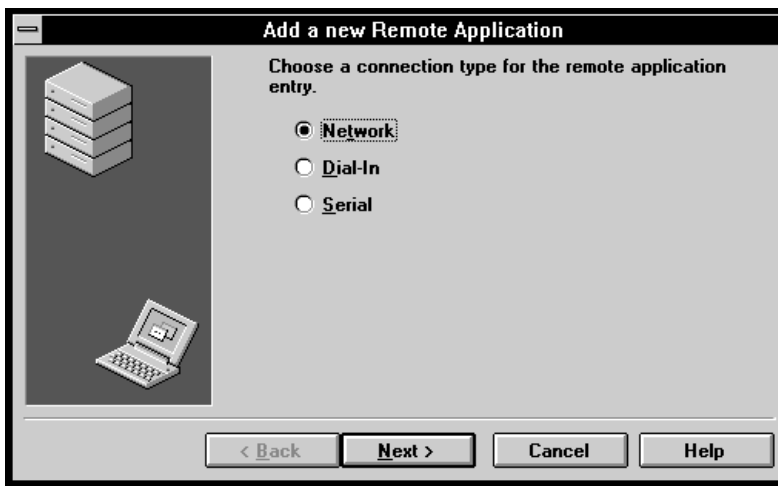 Add a new Remote Application
Choose a connection type for the remote application
entry.
Network
Dial-In
Serial
< Back
Next >
Cancel
Help